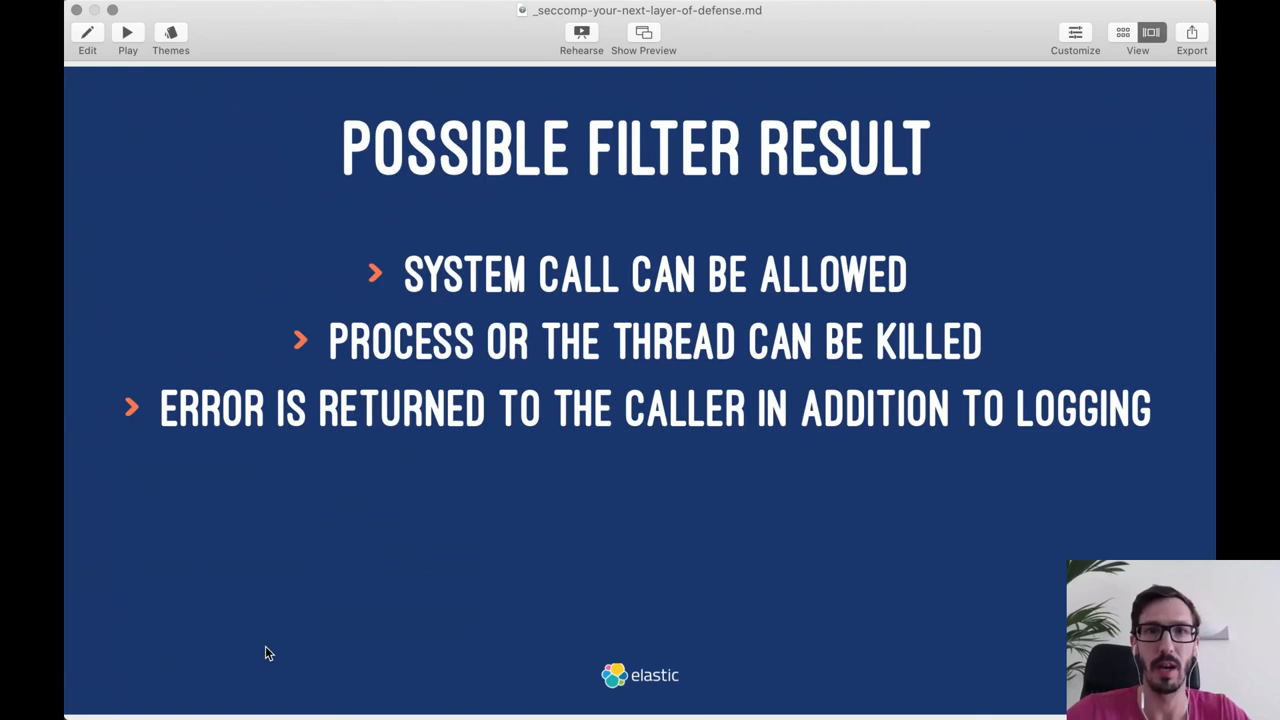 _seccomp-your-next-layer-of-defense.md
Edit
Play
Themes
Rehearse
Show Preview
Customize
View
Export
POSSIBLE FILTER RESULT
SYSTEM CALL CAN BE ALLOWED
PROCESS OR THE THREAD CAN BE KILLED
ERROR IS RETURNED TO THE CALLER IN ADDITION TO LOGGING
elastic